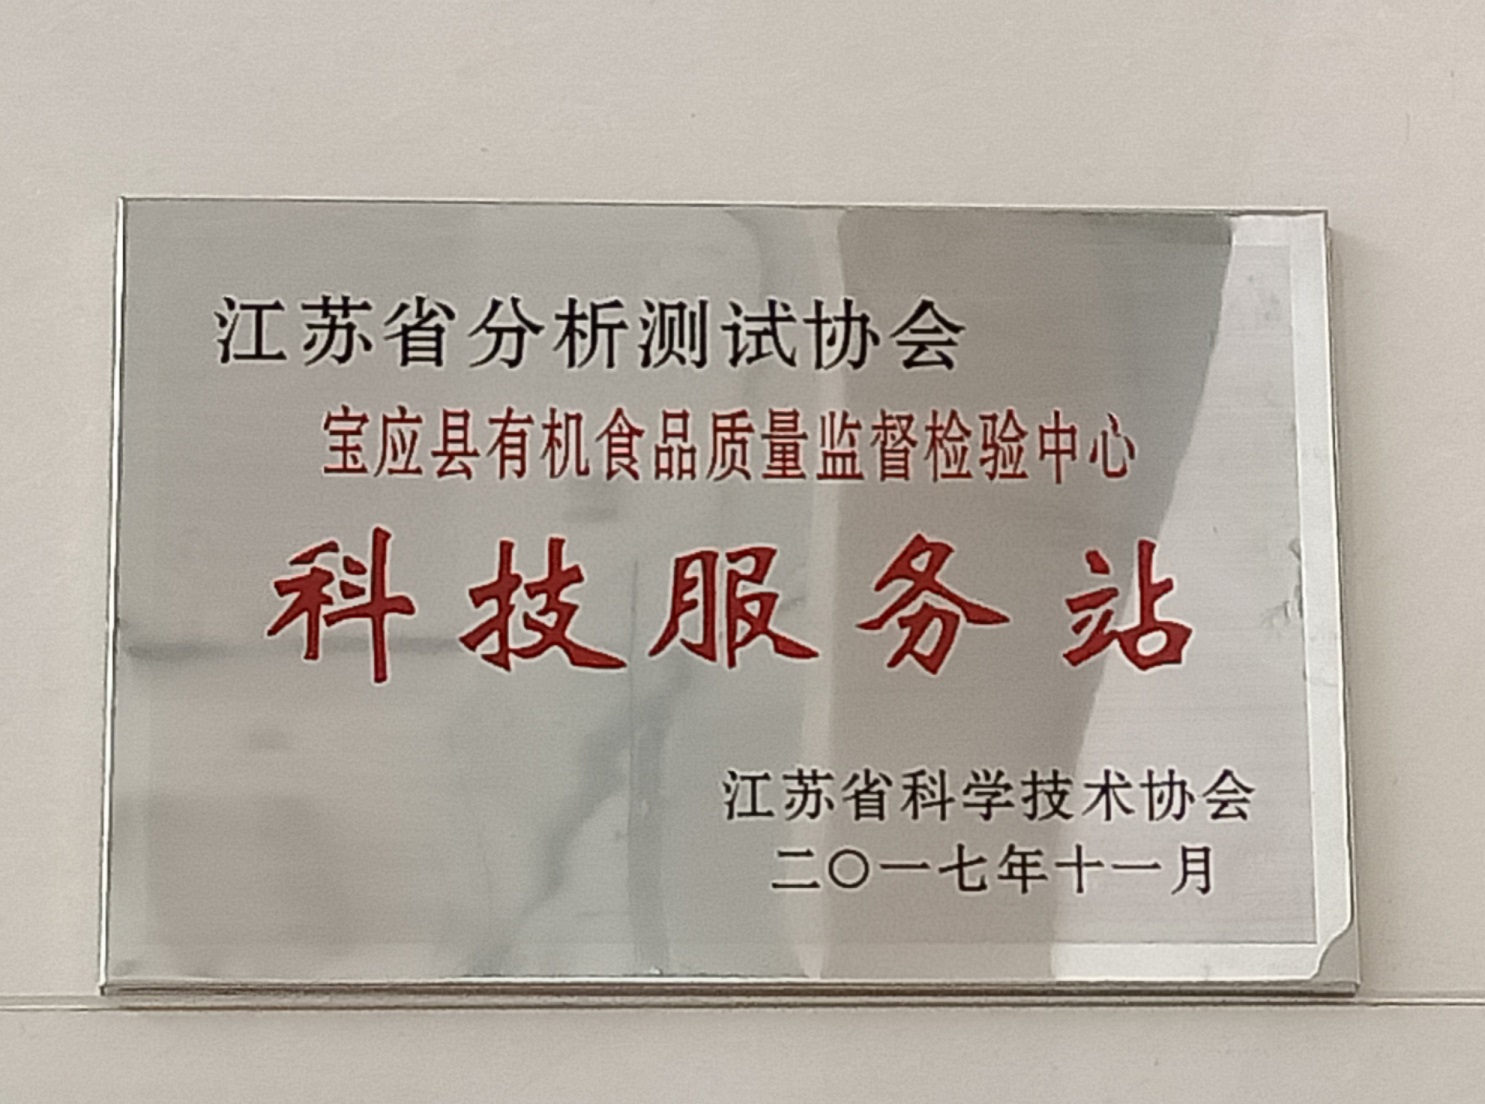 江苏省分析测试协会
宝应县有机食品质量监督检验中心
科技服务站
江苏省科学技术协会
二〇一七年十一月